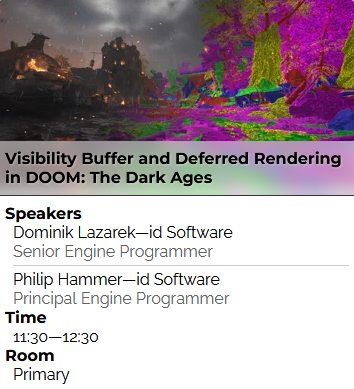 Visibility Buffer and Deferred Rendering
in DOOM: The Dark Ages
Speakers
Dominik Lazarek—id Software
Senior Engine Programmer
Philip Hammer—id Software
Principal Engine Programmer
Time
11:30—12:30
Room
Primary